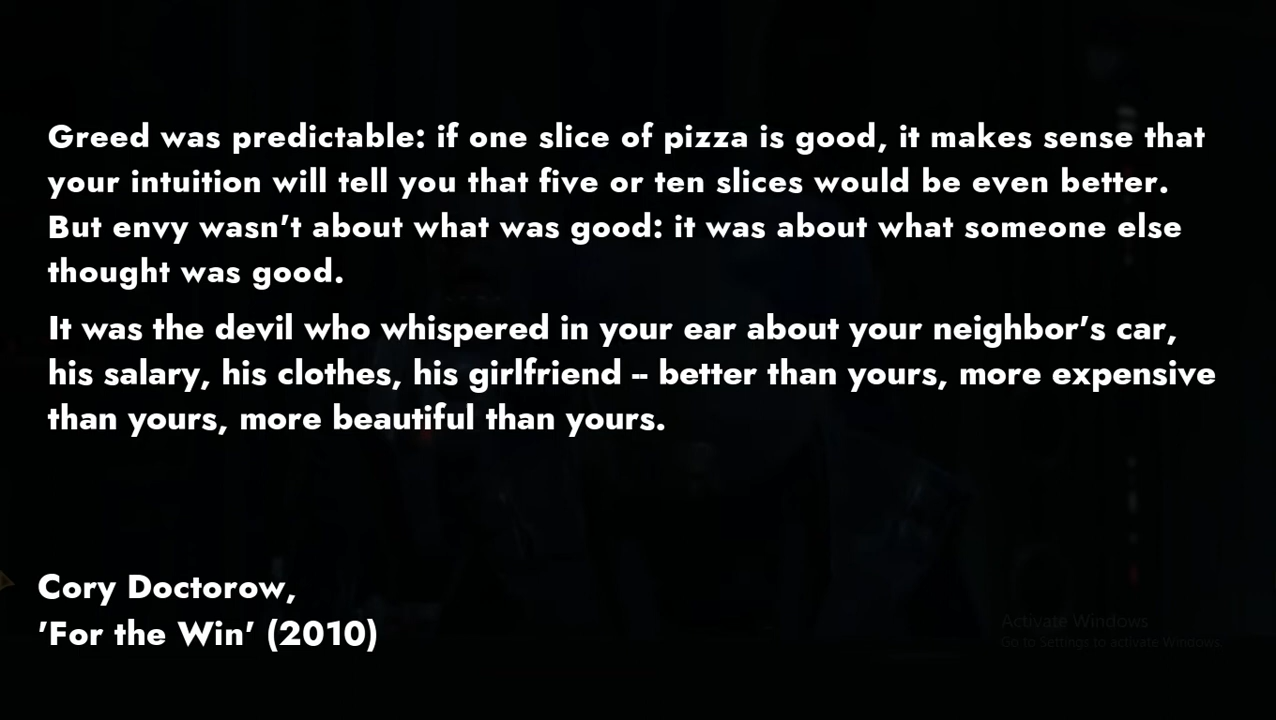 Greed was predictable: if one slice of pizza is good, it makes sense that
your intuition will tell you that five or ten slices would be even better.
But envy wasn't about what was good: it was about what someone else
thought was good.
It was the devil who whispered in your ear about your neighbor's car,
his salary, his clothes, his girlfriend -- better than yours, more expensive
than yours, more beautiful than yours.
Cory Doctorow,
'For the Win' (2010)
Activate Windows
Go to Settings to activate Windows.